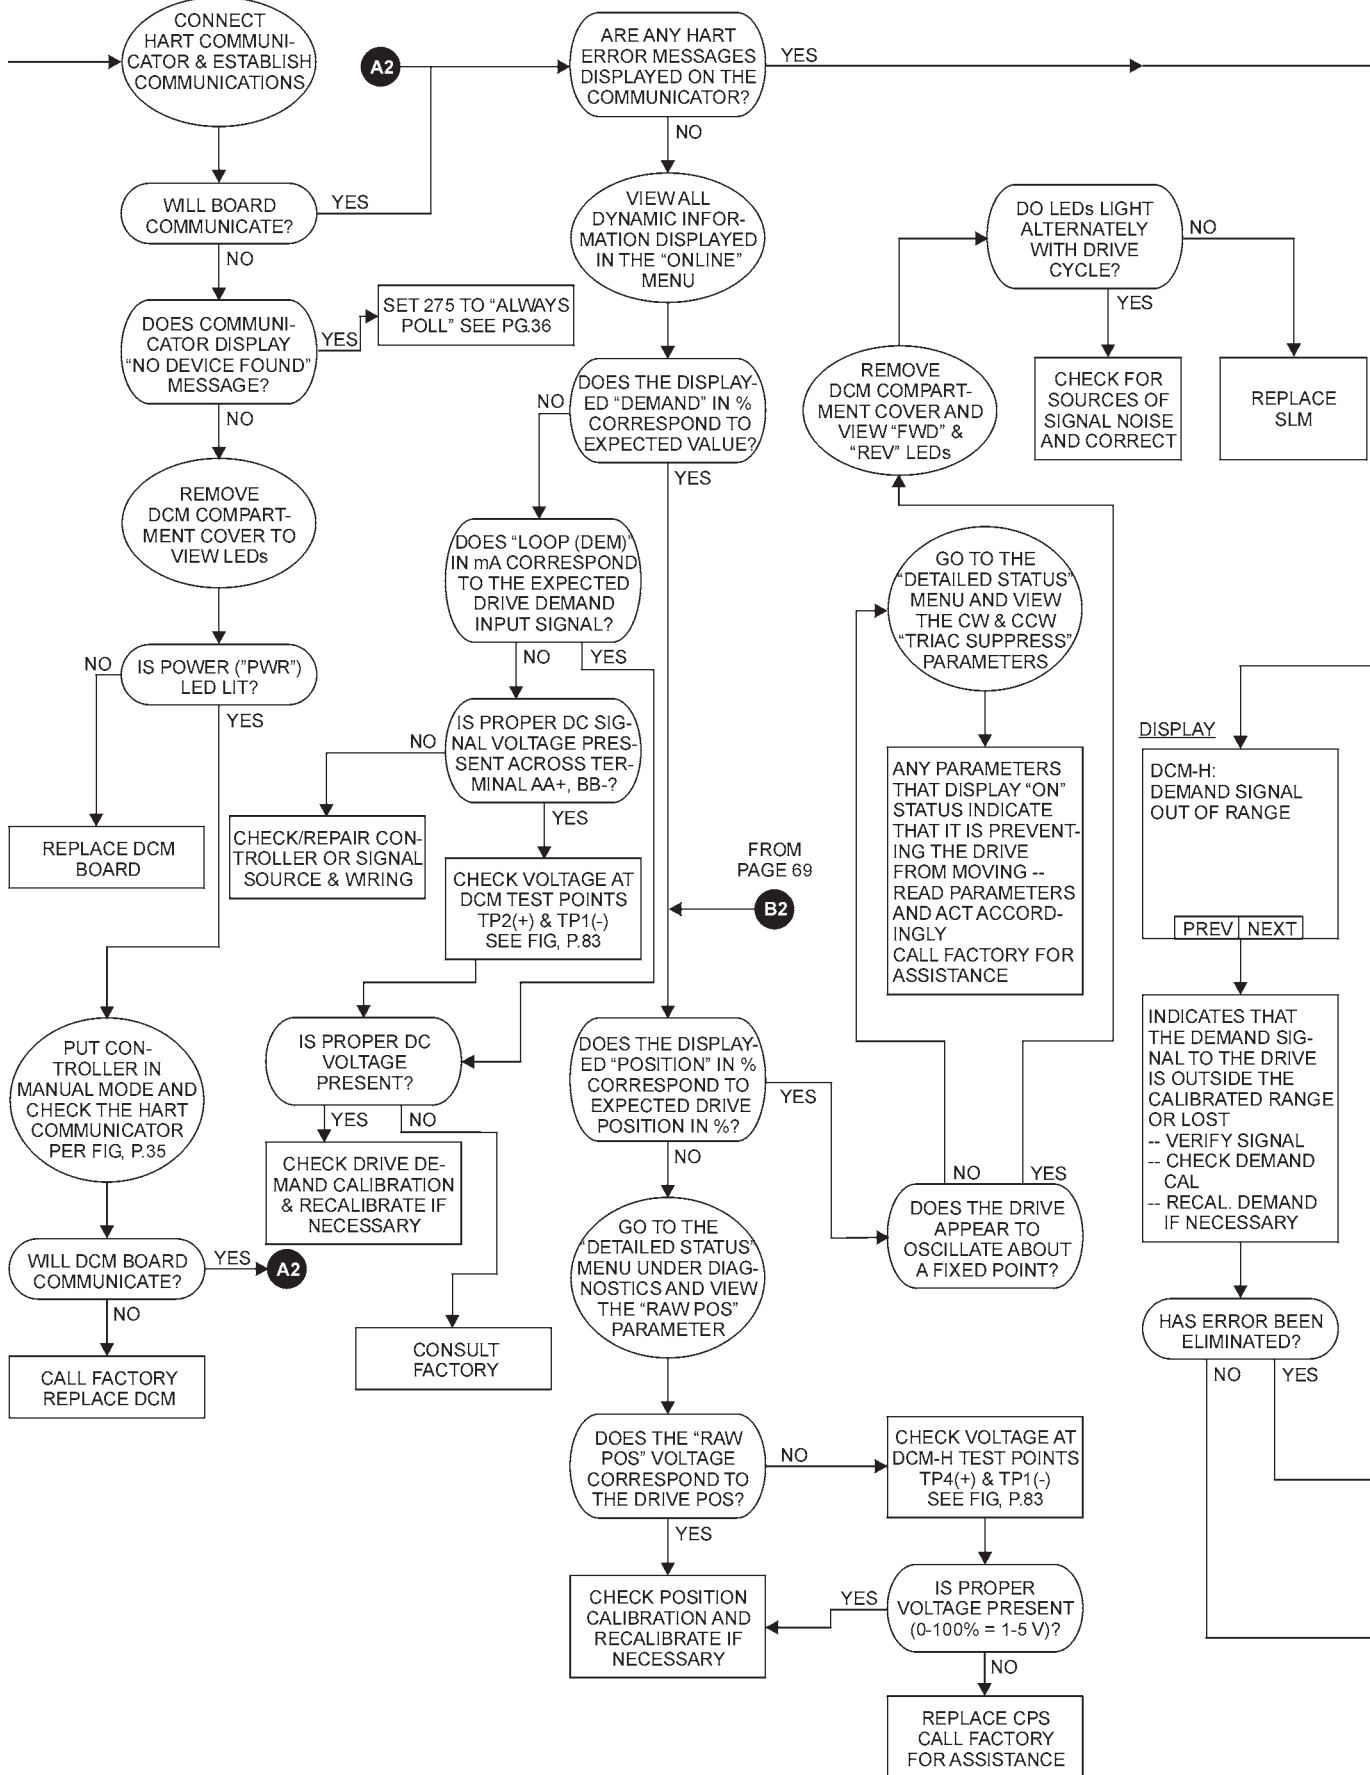 CONNECT
HART COMMUNI-
CATOR & ESTABLISH
COMMUNICATIONS
WILL BOARD
COMMUNICATE?
YES
NO
DOES COMMUNI-
CATOR DISPLAY
“NO DEVICE FOUND”
MESSAGE?
YES
SET 275 TO “ALWAYS
POLL” SEE PG.36
NO
REMOVE
DCM COMPART-
MENT COVER TO
VIEW LEDs
IS POWER (”PWR”)
LED LIT?
NO
YES
REPLACE DCM
BOARD
PUT CON-
TROLLER IN
MANUAL MODE AND
CHECK THE HART
COMMUNICATOR
PER FIG, P.35
WILL DCM BOARD
COMMUNICATE?
YES
A2
NO
CALL FACTORY
REPLACE DCM
A2
ARE ANY HART
ERROR MESSAGES
DISPLAYED ON THE
COMMUNICATOR?
YES
NO
VIEW ALL
DYNAMIC INFOR-
MATION DISPLAYED
IN THE “ONLINE”
MENU
DOES THE DISPLAY-
ED “DEMAND” IN %
CORRESPOND TO
EXPECTED VALUE?
NO
YES
DOES “LOOP (DEM)”
IN mA CORRESPOND
TO THE EXPECTED
DRIVE DEMAND
INPUT SIGNAL?
NO
YES
IS PROPER DC SIG-
NAL VOLTAGE PRES-
SENT ACROSS TER-
MINAL AA+, BB-?
NO
YES
CHECK/REPAIR CON-
TROLLER OR SIGNAL
SOURCE & WIRING
CHECK VOLTAGE AT
DCM TEST POINTS
TP2(+) & TP1(-)
SEE FIG, P.83
IS PROPER DC
VOLTAGE
PRESENT?
YES
NO
CHECK DRIVE DE-
MAND CALIBRATION
& RECALIBRATE IF
NECESSARY
CONSULT
FACTORY
FROM
PAGE 69
B2
DOES THE DISPLAY-
ED “POSITION” IN %
CORRESPOND TO
EXPECTED DRIVE
POSITION IN %?
YES
NO
GO TO THE
“DETAILED STATUS”
MENU UNDER DIAG-
NOSTICS AND VIEW
THE “RAW POS”
PARAMETER
DOES THE “RAW
POS” VOLTAGE
CORRESPOND TO
THE DRIVE POS?
NO
YES
CHECK POSITION
CALIBRATION AND
RECALIBRATE IF
NECESSARY
CHECK VOLTAGE AT
DCM-H TEST POINTS
TP4(+) & TP1(-)
SEE FIG, P.83
IS PROPER
VOLTAGE PRESENT
(0-100% = 1-5 V)?
YES
NO
REPLACE CPS
CALL FACTORY
FOR ASSISTANCE
DO LEDs LIGHT
ALTERNATELY
WITH DRIVE
CYCLE?
NO
YES
REMOVE
DCM COMPART-
MENT COVER AND
VIEW “FWD” &
“REV” LEDs
CHECK FOR
SOURCES OF
SIGNAL NOISE
AND CORRECT
REPLACE
SLM
GO TO THE
“DETAILED STATUS”
MENU AND VIEW
THE CW & CCW
“TRIAC SUPPRESS”
PARAMETERS
ANY PARAMETERS
THAT DISPLAY “ON”
STATUS INDICATE
THAT IT IS PREVENT-
ING THE DRIVE
FROM MOVING --
READ PARAMETERS
AND ACT ACCORD-
INGLY
CALL FACTORY FOR
ASSISTANCE
NO
YES
DOES THE DRIVE
APPEAR TO
OSCILLATE ABOUT
A FIXED POINT?
DISPLAY
DCM-H:
DEMAND SIGNAL
OUT OF RANGE
PREV NEXT
INDICATES THAT
THE DEMAND SIG-
NAL TO THE DRIVE
IS OUTSIDE THE
CALIBRATED RANGE
OR LOST
-- VERIFY SIGNAL
-- CHECK DEMAND
CAL
-- RECAL. DEMAND
IF NECESSARY
HAS ERROR BEEN
ELIMINATED?
NO
YES